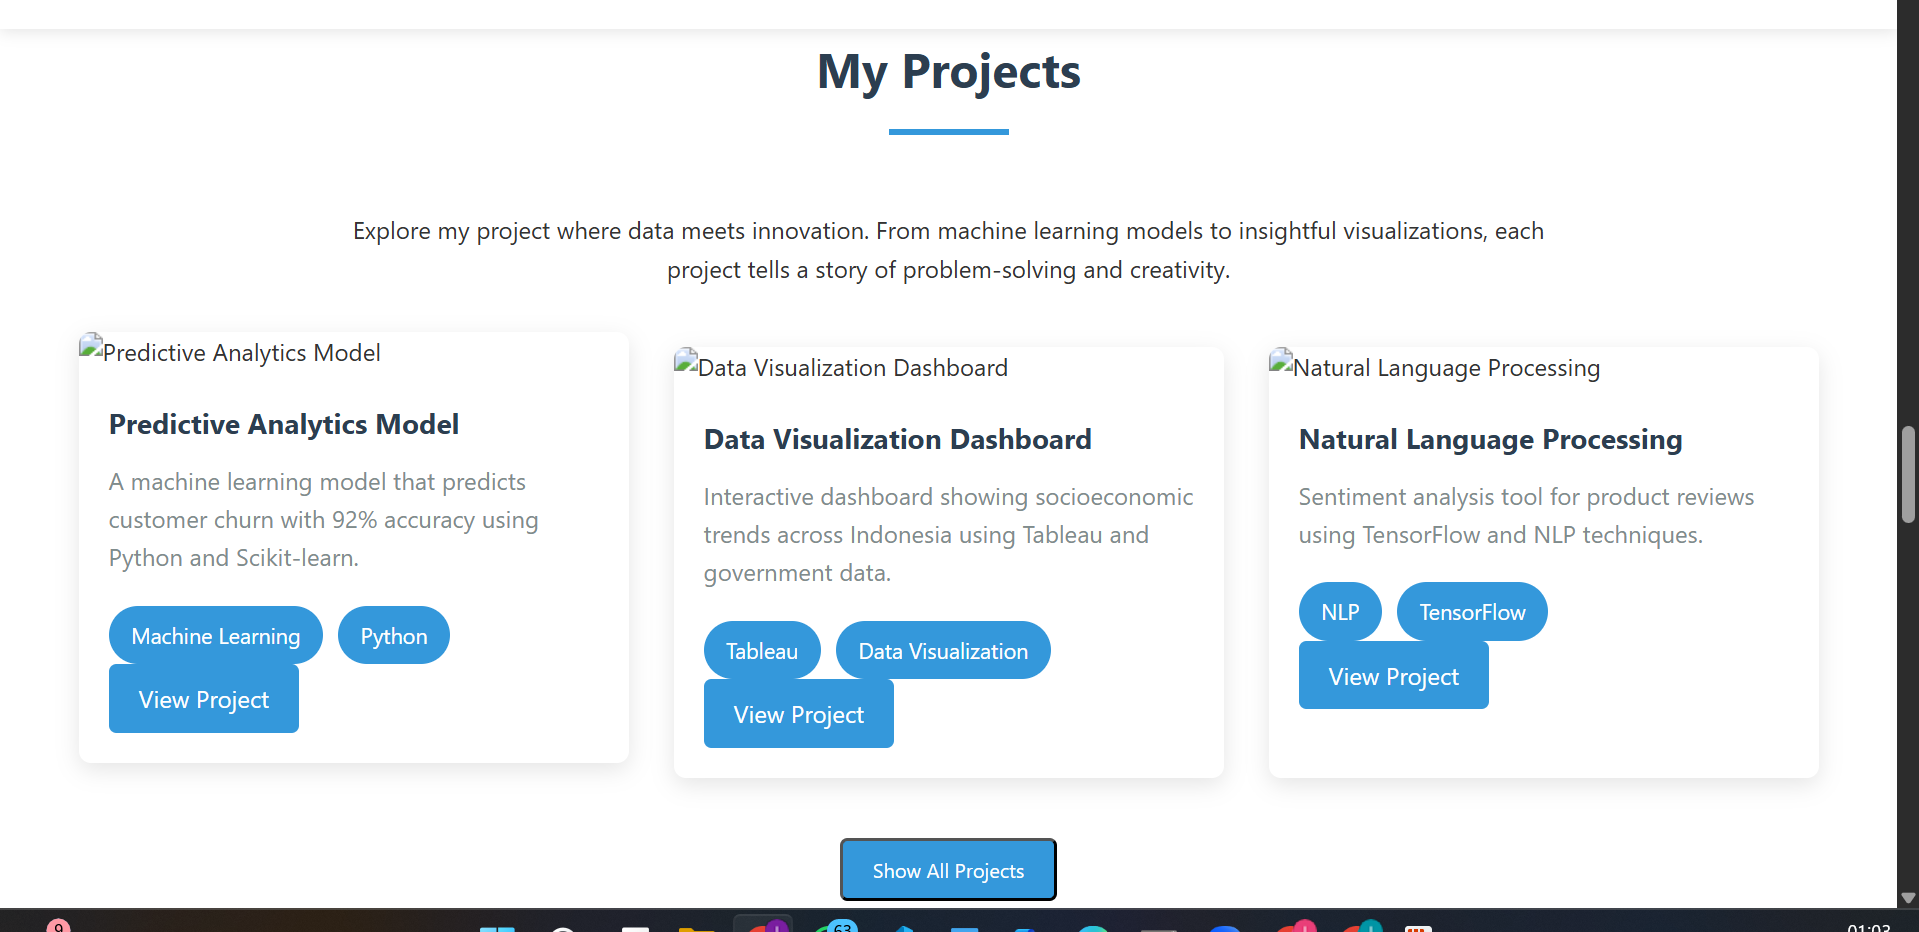 My Projects
Explore my project where data meets innovation. From machine learning models to insightful visualizations, each
project tells a story of problem-solving and creativity.
Predictive Analytics Model
Predictive Analytics Model
A machine learning model that predicts
customer churn with 92% accuracy using
Python and Scikit-learn.
Machine Learning
Python
View Project
Data Visualization Dashboard
Data Visualization Dashboard
Interactive dashboard showing socioeconomic
trends across Indonesia using Tableau and
government data.
Tableau
Data Visualization
View Project
Natural Language Processing
Natural Language Processing
Sentiment analysis tool for product reviews
using TensorFlow and NLP techniques.
NLP
TensorFlow
View Project
Show All Projects
9
63
01:03